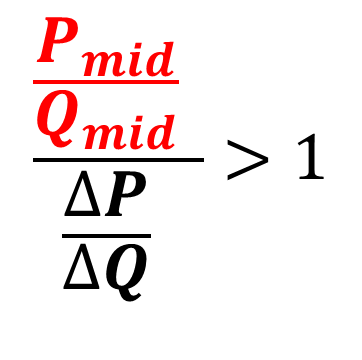 P_mid
Q_mid
> 1
ΔP
ΔQ